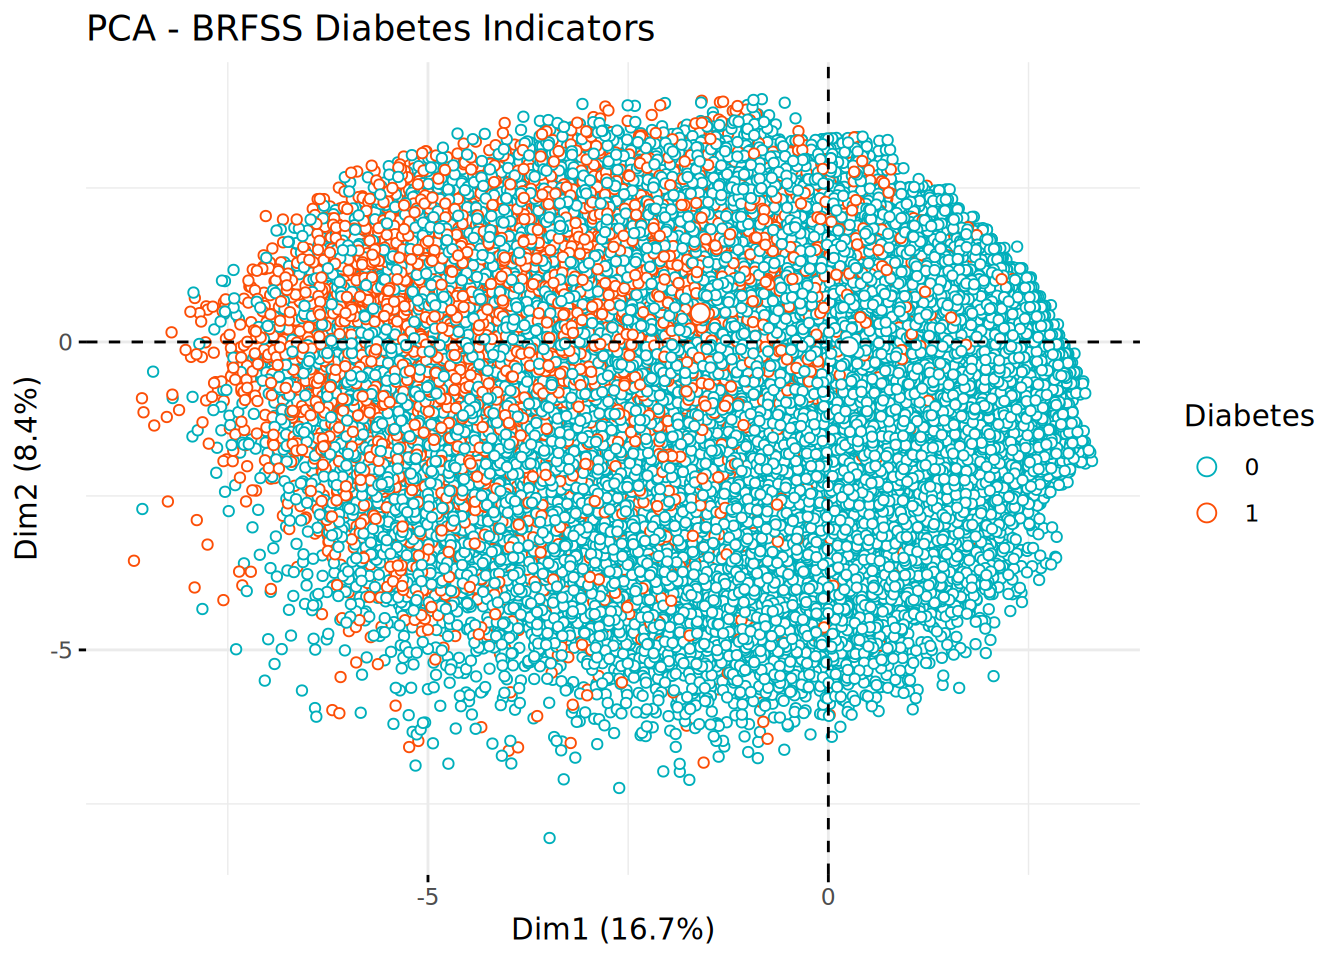 PCA - BRFSS Diabetes Indicators
0
-5
Dim2 (8.4%)
-5
0
Dim1 (16.7%)
Diabetes
0
1